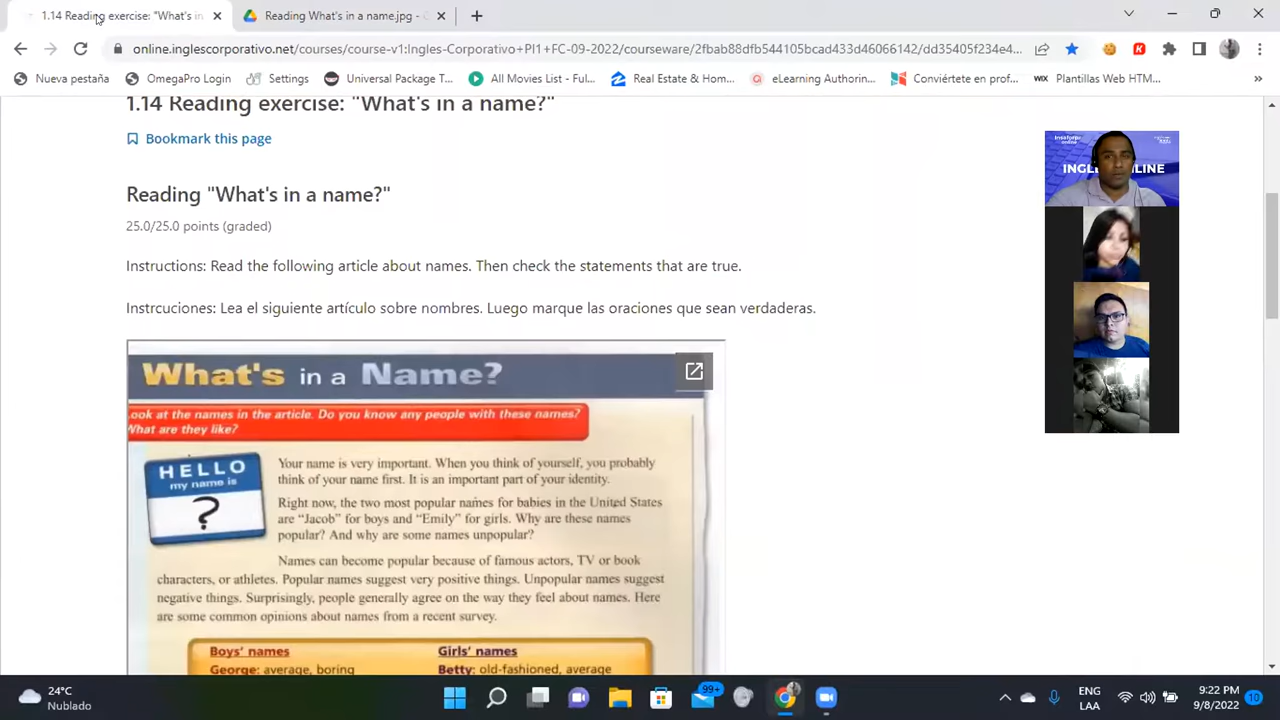 1.14 Reading exercise: "What's in
Reading What's in a name.jpg - G
online.inglescorporativo.net/courses/course-v1:Ingles-Corporativo+PI1+FC-09-2022/courseware/2fbab88dfb544105bcad433d46066142/dd35405f234e4...
Nueva pestaña
OmegaPro Login
Settings
Universal Package T...
All Movies List - Ful...
Real Estate & Hom...
eLearning Authorin...
Conviértete en prof...
WIX Plantillas Web HTM...
»
1.14 Reading exercise: "What's in a name?"
Bookmark this page
Reading "What's in a name?"
25.0/25.0 points (graded)
Instructions: Read the following article about names. Then check the statements that are true.
Instrcuciones: Lea el siguiente artículo sobre nombres. Luego marque las oraciones que sean verdaderas.
What's in a Name?
ook at the names in the article. Do you know any people with these names?
What are they like?
HELLO
my name is
?
Your name is very important. When you think of yourself, you probably
think of your name first. It is an important part of your identity.
Right now, the two most popular names for babies in the United States
are “Jacob” for boys and “Emily” for girls. Why are these names
popular? And why are some names unpopular?
Names can become popular because of famous actors, TV or book
characters, or athletes. Popular names suggest very positive things. Unpopular names suggest
negative things. Surprisingly, people generally agree on the way they feel about names. Here
are some common opinions about names from a recent survey.
Boys' names
Girls' names
George: average, boring
Betty: old-fashioned, average
24°C
Nublado
99+
ENG
LAA
9:22 PM
9/8/2022
10